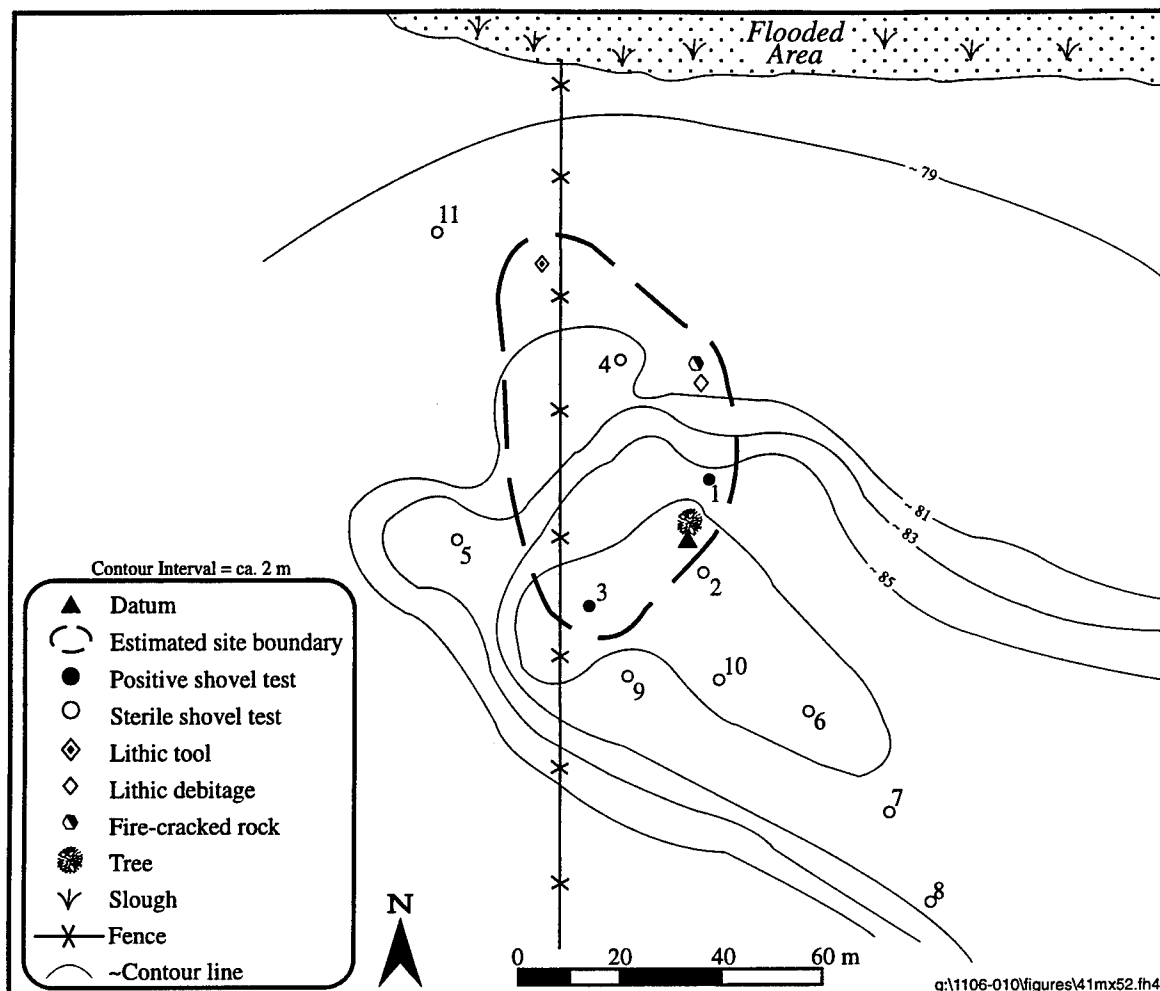 Flooded
Area
~79
11
4
1
~81
~83
~85
5
2
3
10
9
6
7
8
Contour Interval = ca. 2 m
Datum
Estimated site boundary
Positive shovel test
Sterile shovel test
Lithic tool
Lithic debitage
Fire-cracked rock
Tree
Slough
Fence
~Contour line
N
0 20 40 60 m
g:\1106-010\figures\41mx52.fh4